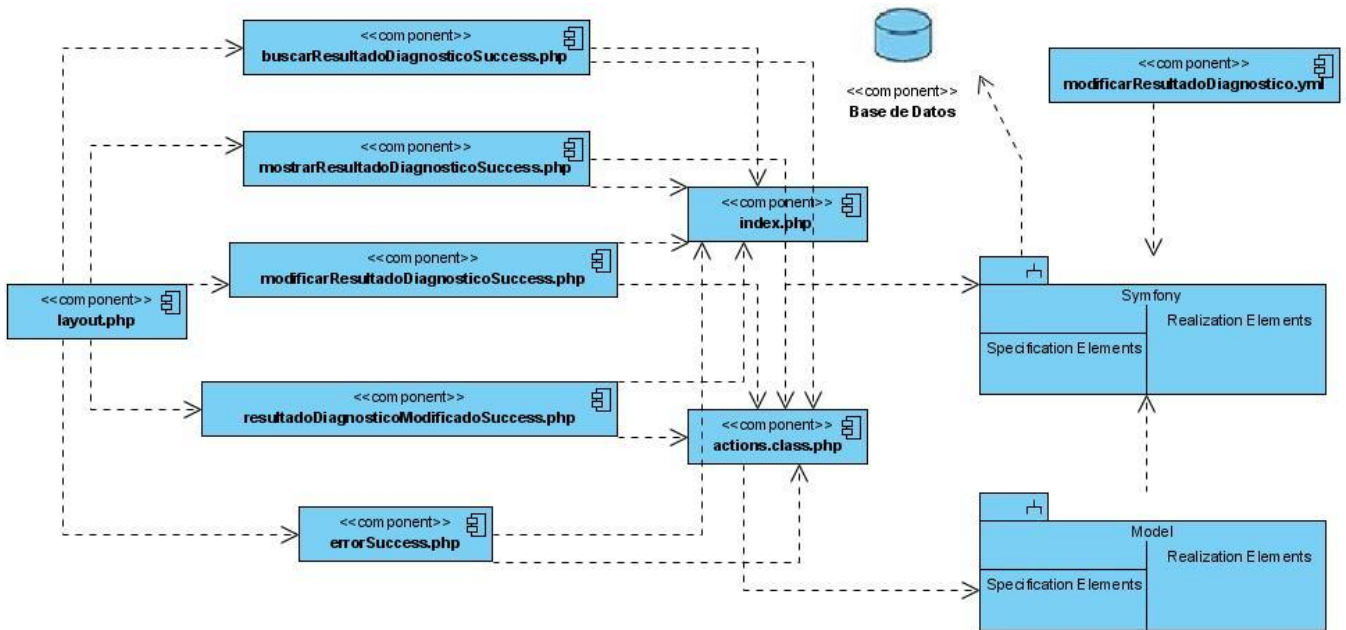 <<component>>
buscarResultadoDiagnosticoSuccess.php
<<component>>
Base de Datos
<<component>>
modificarResultadoDiagnostico.yml
<<component>>
mostrarResultadoDiagnosticoSuccess.php
<<component>>
index.php
<<component>>
modificarResultadoDiagnosticoSuccess.php
<<component>>
layout.php
Symfony
Realization Elements
Specification Elements
<<component>>
resultadoDiagnosticoModificadoSuccess.php
<<component>>
actions.class.php
<<component>>
errorSuccess.php
Model
Realization Elements
Specification Elements